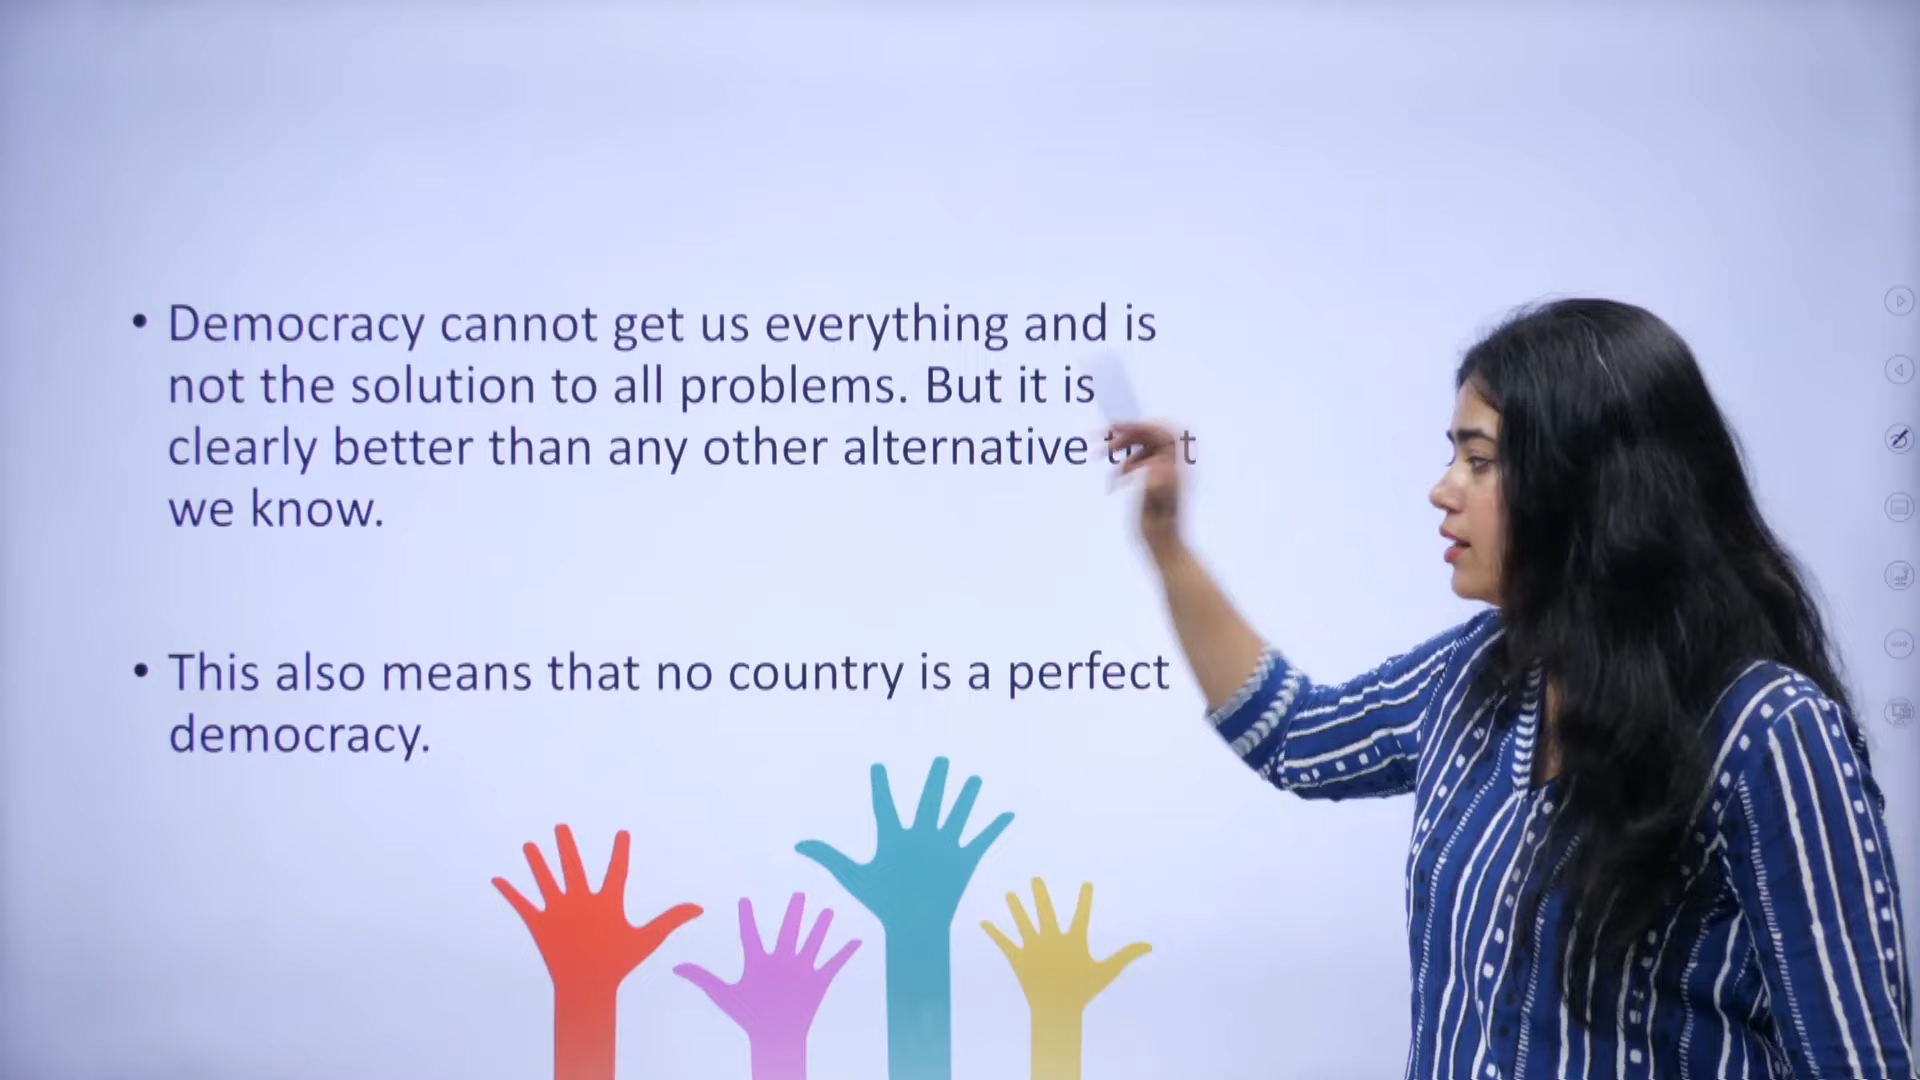 • Democracy cannot get us everything and is
not the solution to all problems. But it is
clearly better than any other alternative
we know.
• This also means that no country is a perfect
democracy.